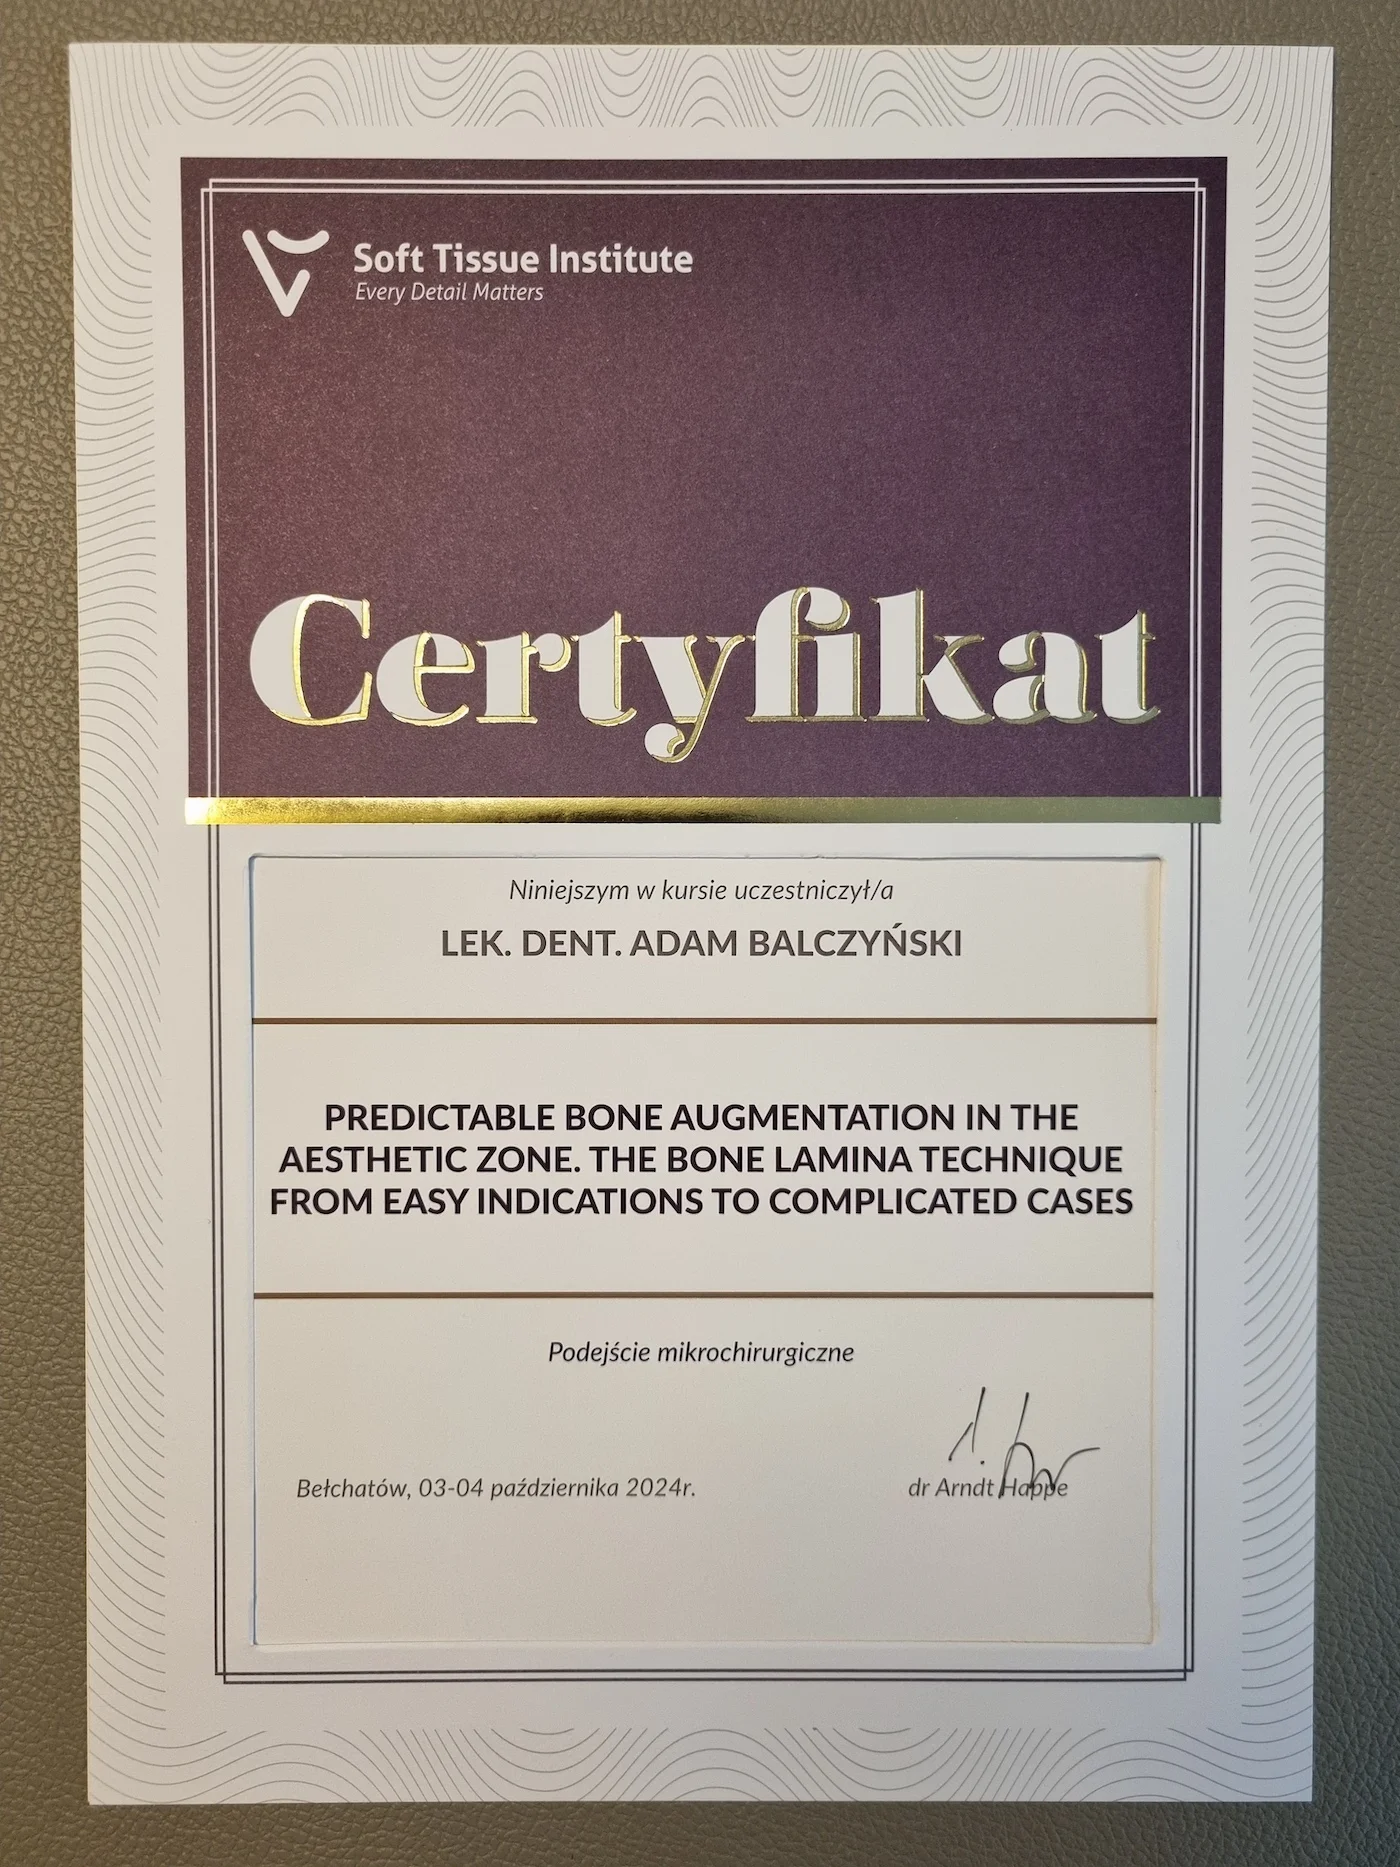 Soft Tissue Institute
Every Detail Matters
Certyfikat
Niniejszym w kursie uczestniczył/a
LEK. DENT. ADAM BALCZYŃSKI
PREDICTABLE BONE AUGMENTATION IN THE
AESTHETIC ZONE. THE BONE LAMINA TECHNIQUE
FROM EASY INDICATIONS TO COMPLICATED CASES
Podejście mikrochirurgiczne
Bełchatów, 03-04 października 2024r.
dr Arndt Happe